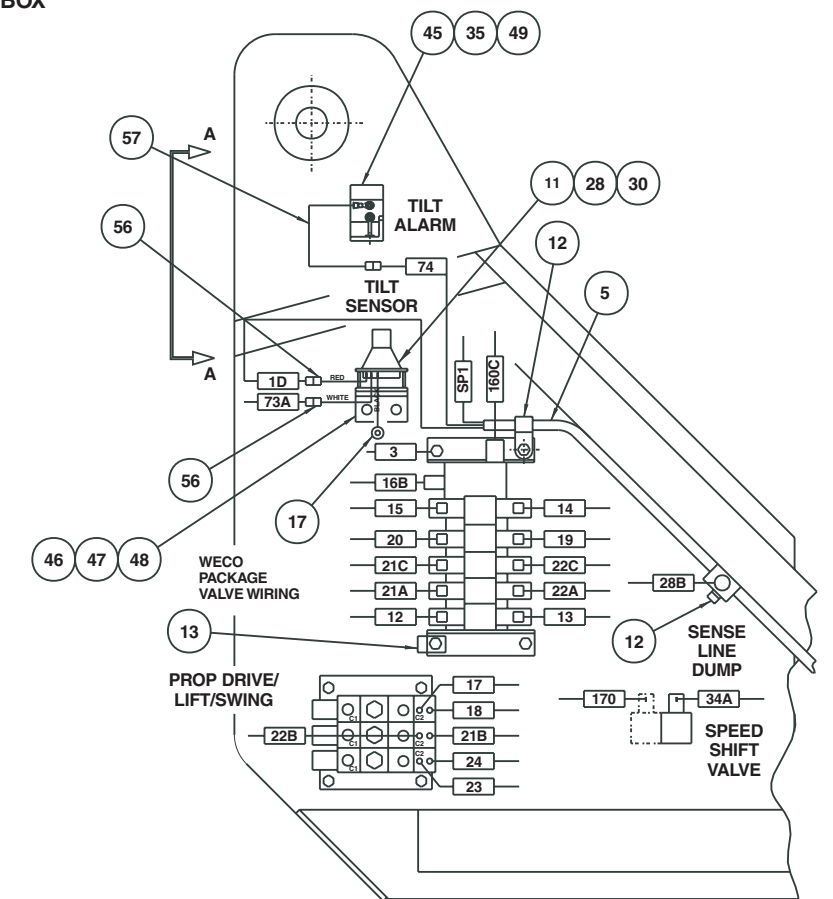 BOX
45 35 49
57
A
11 28 30
TILT
ALARM
56
12
74
5
TILT
SENSOR
SP1
160C
A
1D
RED
73A
WHITE
BLACK
3
56
16B
17
15
14
20
19
46 47 48
WECO
PACKAGE
VALVE WIRING
21C
22C
21A
22A
28B
12
13
13
12
SENSE
LINE
DUMP
PROP DRIVE/
LIFT/SWING
17
170
34A
C1
C2
18
22B
C1
C2
21B
SPEED
SHIFT
VALVE
C1
C2
24
23